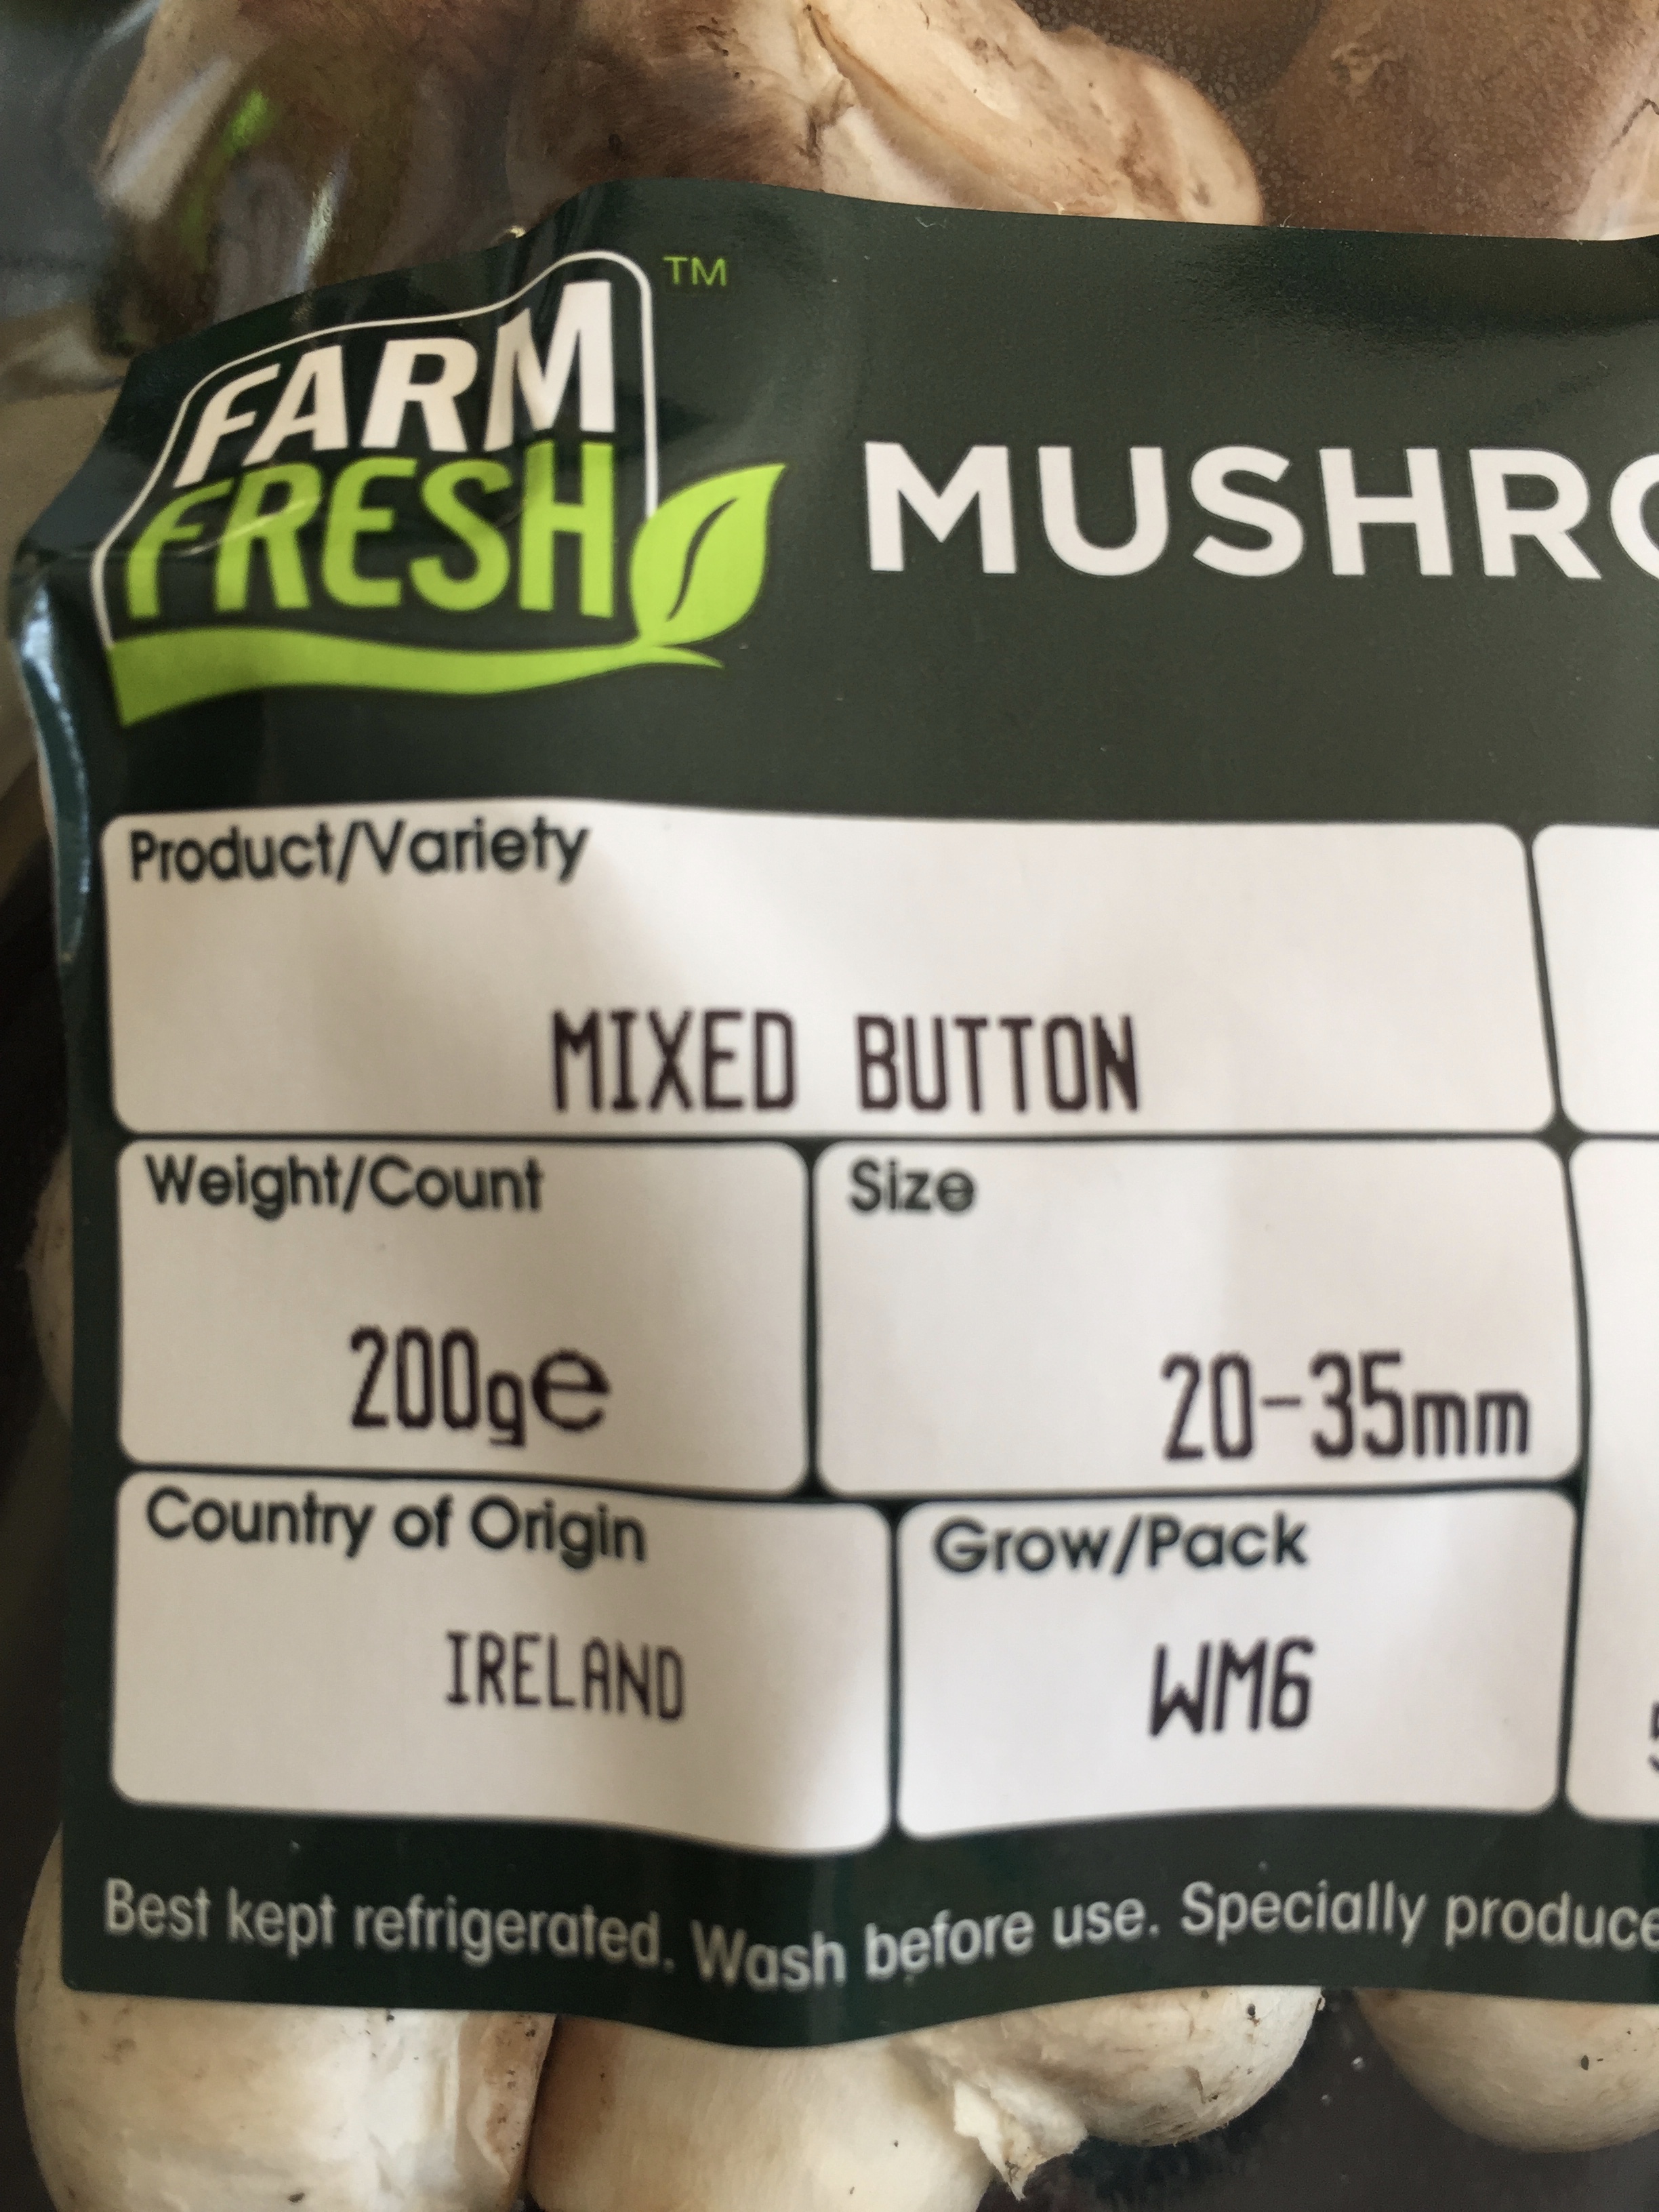 FARM
FRESH
TM
MUSHRO
Product/Variety
MIXED BUTTON
Weight/Count
200g℮
Size
20-35mm
Country of Origin
IRELAND
Grow/Pack
WM6
Best kept refrigerated. Wash before use. Specially produce